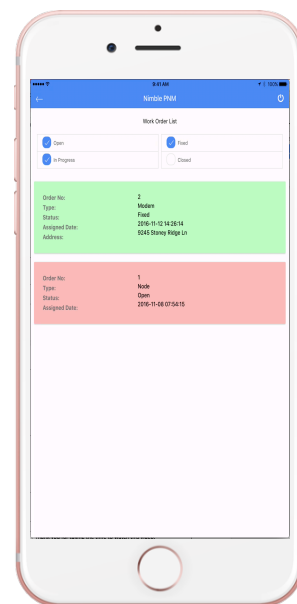 9:41 AM
100%
Nimble PNM
Work Order List
Open
Fixed
In Progress
Closed
Order No: 2
Type: Modem
Status: Fixed
Assigned Date: 2016-11-12 14:26:14
Address: 9245 Stoney Ridge Ln
Order No: 1
Type: Node
Status: Open
Assigned Date: 2016-11-08 07:54:15